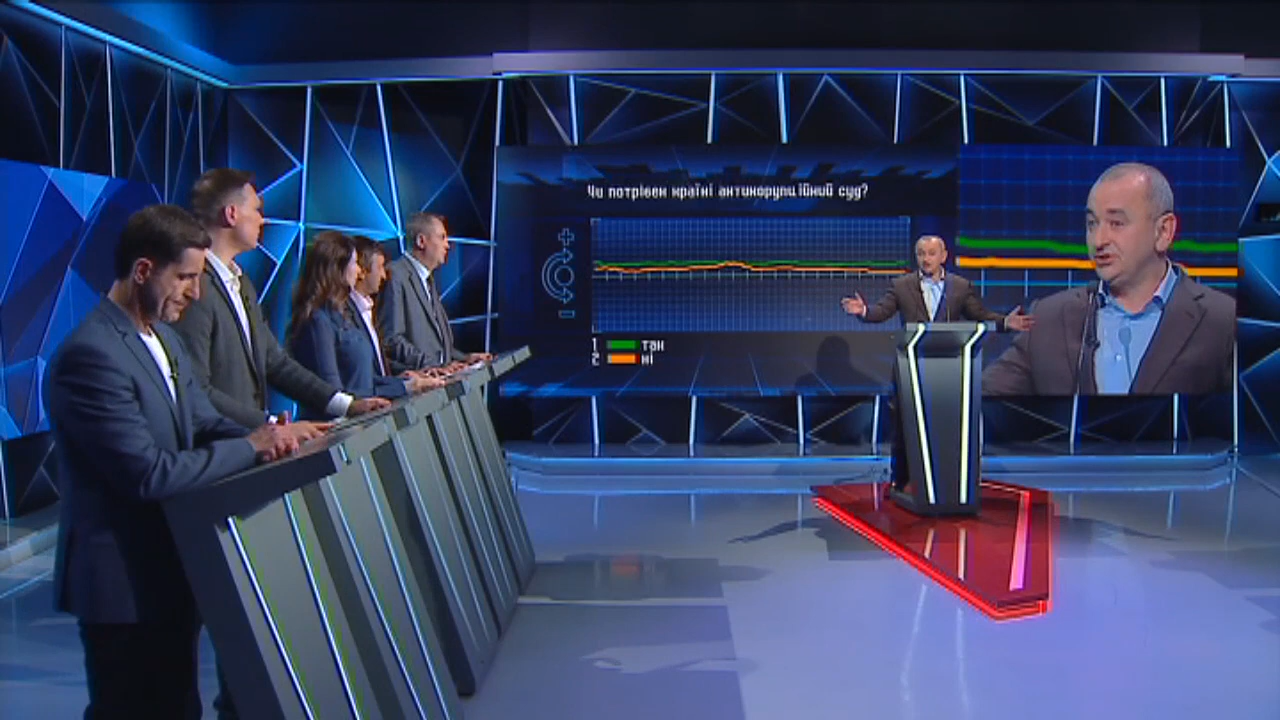 Чи потрібен країні антикорупційний суд?
1 так
2 ні